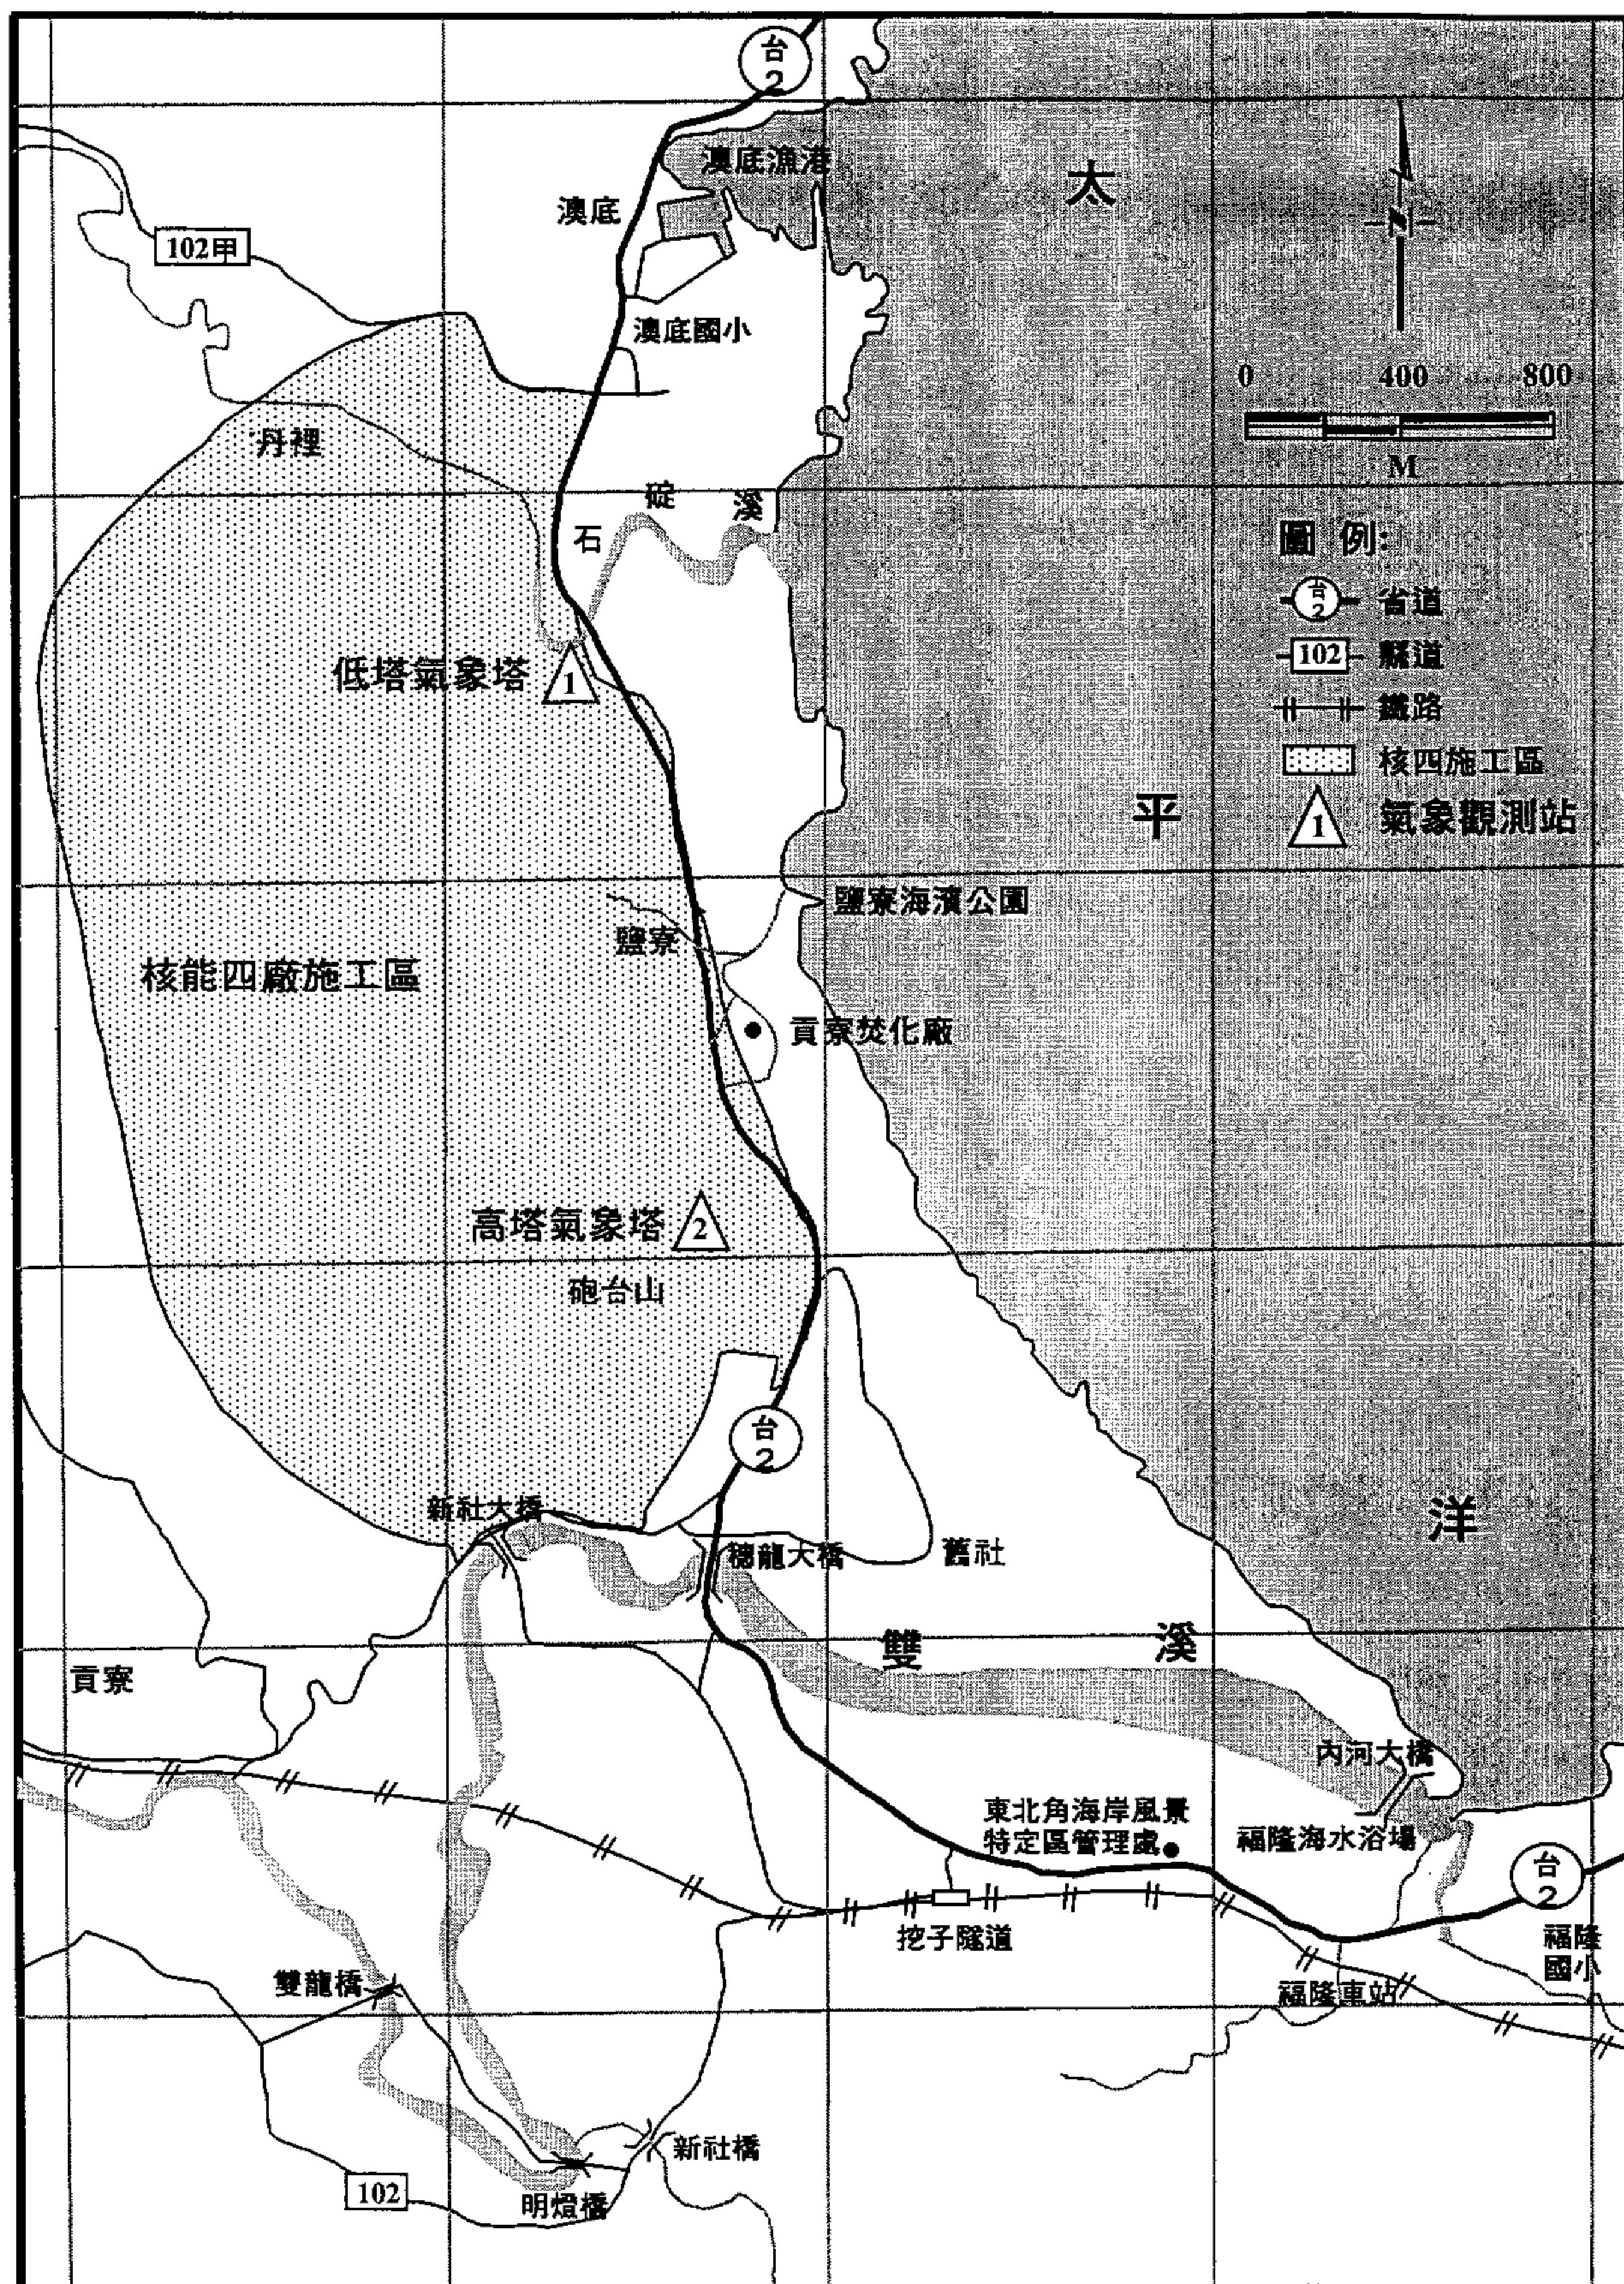 台
2
澳底漁港
太
澳底
N
102甲
澳底國小
0 400 800
M
丹裡
石碇溪
圖 例:
台
2
省道
102
縣道
鐵路
核四施工區
1
氣象觀測站
低塔氣象塔
1
平
鹽寮海濱公園
鹽寮
核能四廠施工區
貢寮焚化廠
高塔氣象塔
2
砲台山
台
2
洋
新社大橋
舊社
龍大橋
雙溪
貢寮
內河大橋
東北角海岸風景
特定區管理處
福隆海水浴場
台
2
挖子隧道
福隆
國小
雙龍橋
福隆車站
新社橋
102
明燈橋